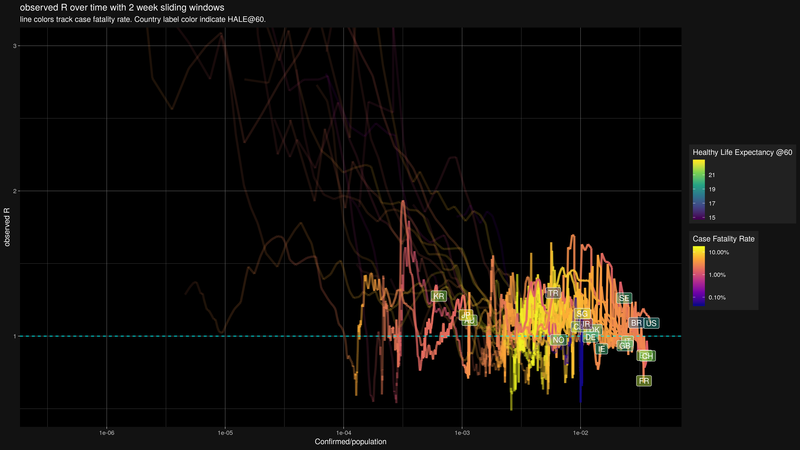 observed R over time with 2 week sliding windows
line colors track case fatality rate. Country label color indicate HALE@60.
3
2
1
observed R
1e-06
1e-05
1e-04
1e-03
1e-02
Confirmed/population
Healthy Life Expectancy @60
21
19
17
15
Case Fatality Rate
10.00%
1.00%
0.10%
KR
JP
TR
SG
SE
BR
US
IR
NO
DE
GB
IE
CH
FR